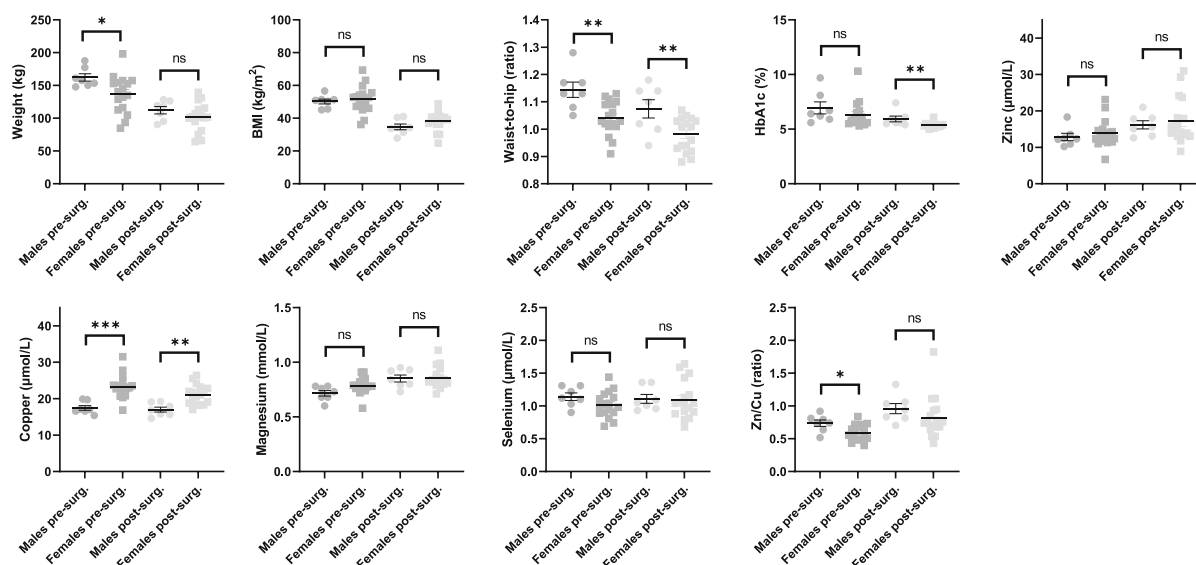 Weight (kg)
250
200
150
100
50
0
*
ns
Males pre-surg.
Females pre-surg.
Males post-surg.
Females post-surg.
BMI (kg/m²)
100
80
60
40
20
0
ns
ns
Males pre-surg.
Females pre-surg.
Males post-surg.
Females post-surg.
Waist-to-hip (ratio)
1.4
1.3
1.2
1.1
1.0
0.9
0.8
**
**
Males pre-surg.
Females pre-surg.
Males post-surg.
Females post-surg.
HbA1c (%)
15
10
5
0
ns
**
Males pre-surg.
Females pre-surg.
Males post-surg.
Females post-surg.
Zinc (µmol/L)
40
30
20
10
0
ns
ns
Males pre-surg.
Females pre-surg.
Males post-surg.
Females post-surg.
Copper (µmol/L)
40
30
20
10
0
***
**
Males pre-surg.
Females pre-surg.
Males post-surg.
Females post-surg.
Magnesium (mmol/L)
1.5
1.0
0.5
0.0
ns
ns
Males pre-surg.
Females pre-surg.
Males post-surg.
Females post-surg.
Selenium (µmol/L)
2.5
2.0
1.5
1.0
0.5
0.0
ns
ns
Males pre-surg.
Females pre-surg.
Males post-surg.
Females post-surg.
Zn/Cu (ratio)
2.5
2.0
1.5
1.0
0.5
0.0
*
ns
Males pre-surg.
Females pre-surg.
Males post-surg.
Females post-surg.